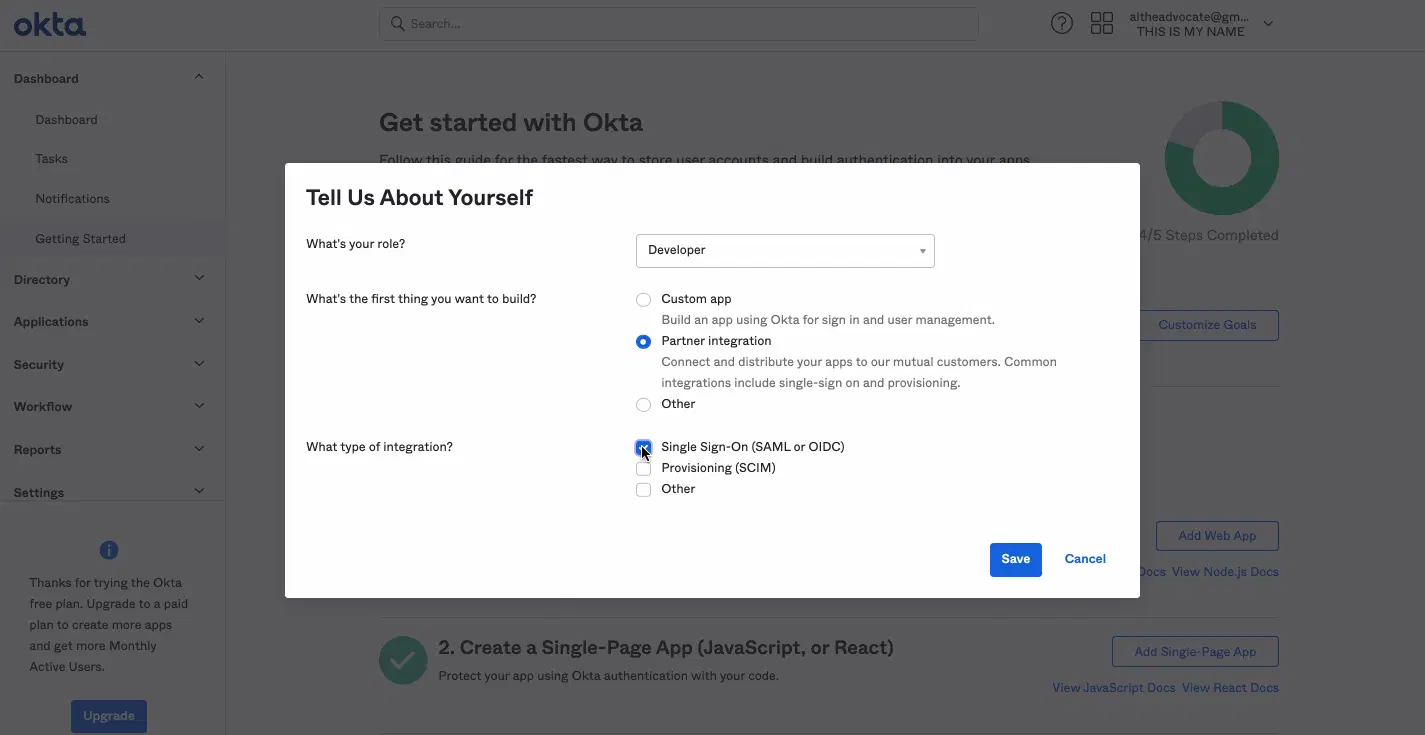 okta
Search...
altheadvocate@gm...
THIS IS MY NAME
Dashboard
Dashboard
Tasks
Notifications
Getting Started
Directory
Applications
Security
Workflow
Reports
Settings
Thanks for trying the Okta
free plan. Upgrade to a paid
plan to create more apps
and get more Monthly
Active Users.
Upgrade
Get started with Okta
Follow this guide for the fastest way to store user accounts and build authentication into your apps
4/5 Steps Completed
Customize Goals
Tell Us About Yourself
What's your role?
Developer
What's the first thing you want to build?
Custom app
Build an app using Okta for sign in and user management.
Partner integration
Connect and distribute your apps to our mutual customers. Common
integrations include single-sign on and provisioning.
Other
What type of integration?
Single Sign-On (SAML or OIDC)
Provisioning (SCIM)
Other
Save
Cancel
Add Web App
Docs View Node.js Docs
2. Create a Single-Page App (JavaScript, or React)
Protect your app using Okta authentication with your code.
Add Single-Page App
View JavaScript Docs View React Docs